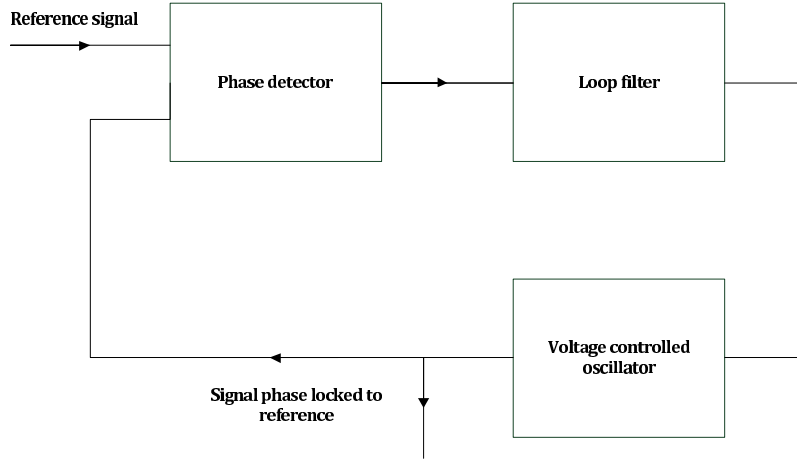 Reference signal
Phase detector
Loop filter
Voltage controlled
oscillator
Signal phase locked to
reference